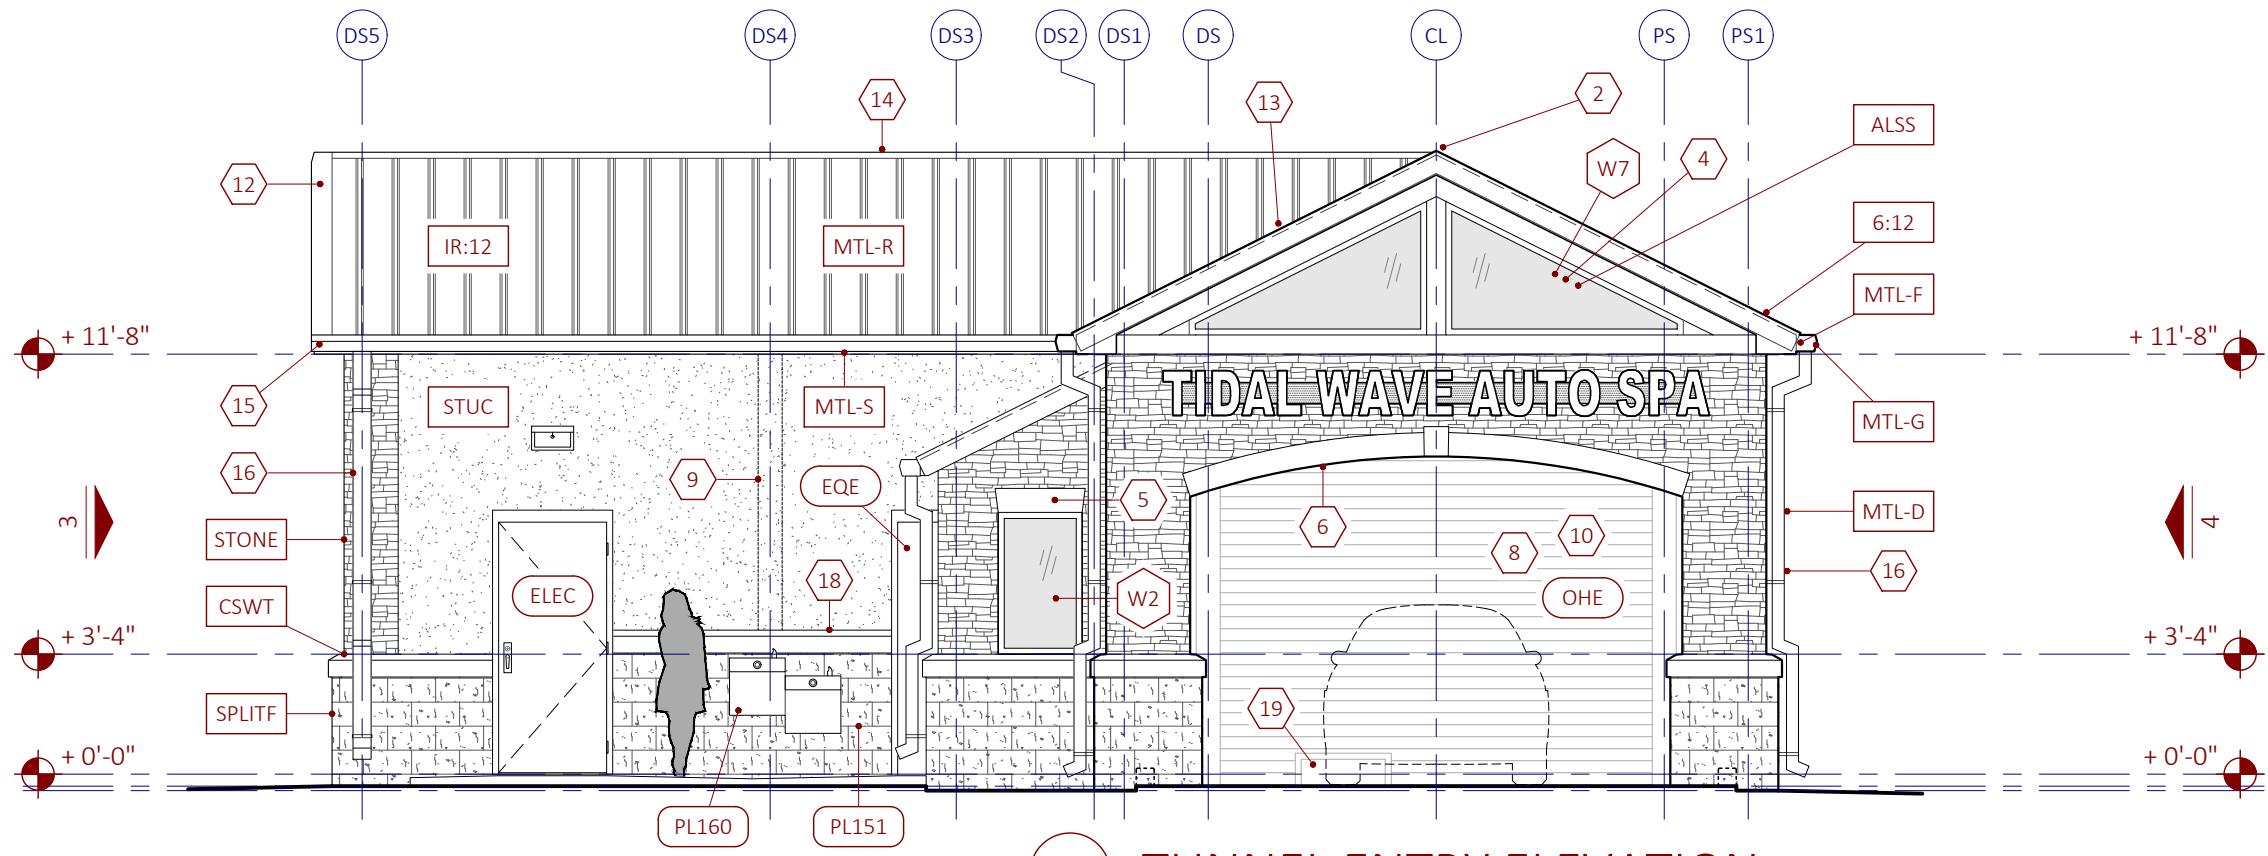 DS5 DS4 DS3 DS2 DS1 DS CL PS PS1
14
13
2
ALSS
W7
4
12
IR:12
MTL-R
6:12
MTL-F
+ 11'-8"
+ 11'-8"
15
STUC
MTL-S
TIDAL WAVE AUTO SPA
MTL-G
16
9
EQE
5
6
8
10
MTL-D
3
4
STONE
16
18
CSWT
ELEC
W2
OHE
+ 3'-4"
+ 3'-4"
SPLITF
19
+ 0'-0"
+ 0'-0"
PL160
PL151
TUNNEL ENTRY ELEVATION